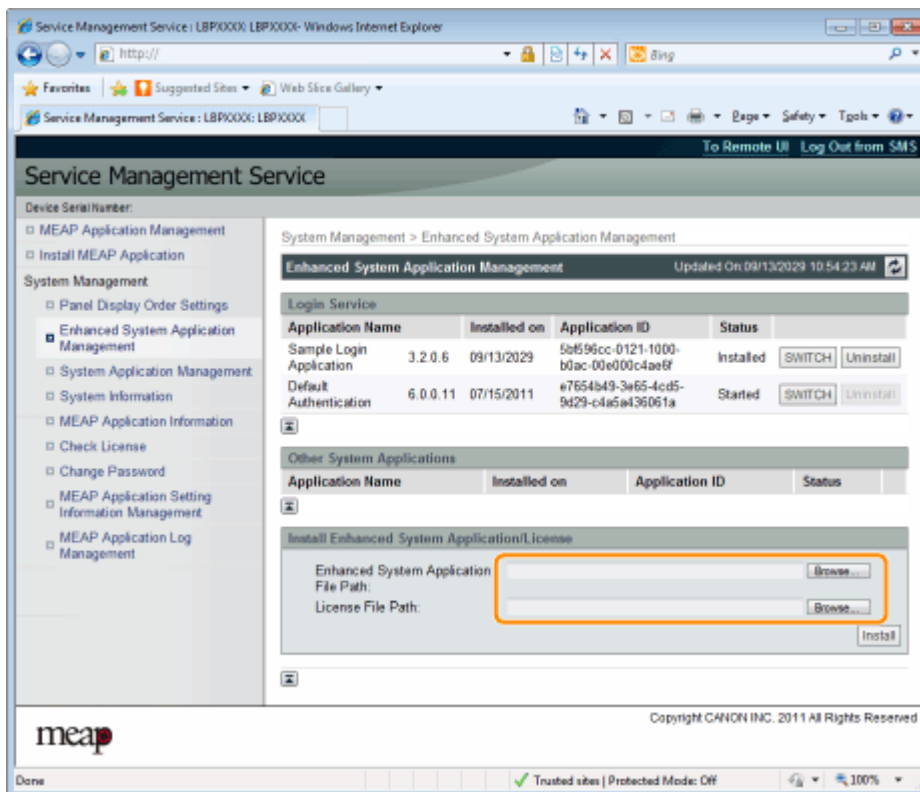 Service Management Service : LBPXXXX: LBPXXXX- Windows Internet Explorer
http://
Bing
Favorites
Suggested Sites
Web Slice Gallery
Service Management Service : LBPXXXX: LBPXXXX
Page
Safety
Tools
To Remote UI Log Out from SMS
Service Management Service
Device Serial Number:
MEAP Application Management
Install MEAP Application
System Management
Panel Display Order Settings
Enhanced System Application
Management
System Application Management
System Information
MEAP Application Information
Check License
Change Password
MEAP Application Setting
Information Management
MEAP Application Log
Management
System Management > Enhanced System Application Management
Enhanced System Application Management Updated On:09/13/2029 10:54:23 AM
Login Service
Application Name Installed on Application ID Status
Sample Login
Application 3.2.0.6 09/13/2029 5bf596cc-0121-1000-
b0ac-00e000c4ae6f Installed SWITCH Uninstall
Default
Authentication 6.0.0.11 07/15/2011 e7654b49-3e65-4cd5-
9d29-c4a5a436061a Started SWITCH Uninstall
Other System Applications
Application Name Installed on Application ID Status
Install Enhanced System Application/License
Enhanced System Application
File Path: Browse...
License File Path: Browse...
Install
meap
Copyright CANON INC. 2011 All Rights Reserved
Done
Trusted sites | Protected Mode: Off
100%